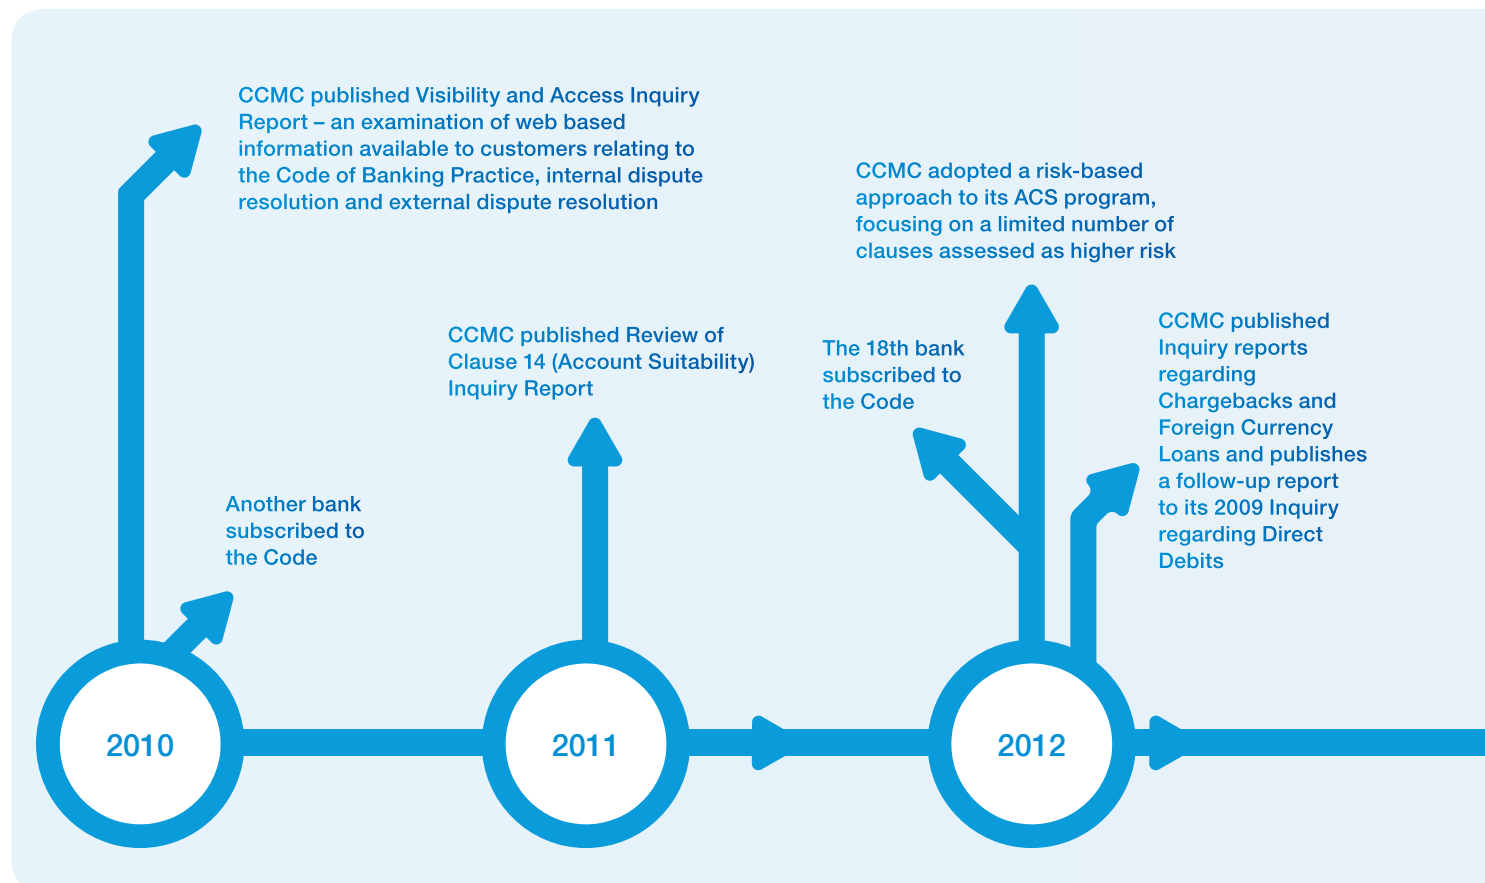 CCMC published Visibility and Access Inquiry
Report – an examination of web based
information available to customers relating to
the Code of Banking Practice, internal dispute
resolution and external dispute resolution
Another bank
subscribed to
the Code
2010
CCMC published Review of
Clause 14 (Account Suitability)
Inquiry Report
2011
The 18th bank
subscribed to
the Code
CCMC adopted a risk-based
approach to its ACS program,
focusing on a limited number of
clauses assessed as higher risk
CCMC published
Inquiry reports
regarding
Chargebacks and
Foreign Currency
Loans and publishes
a follow-up report
to its 2009 Inquiry
regarding Direct
Debits
2012